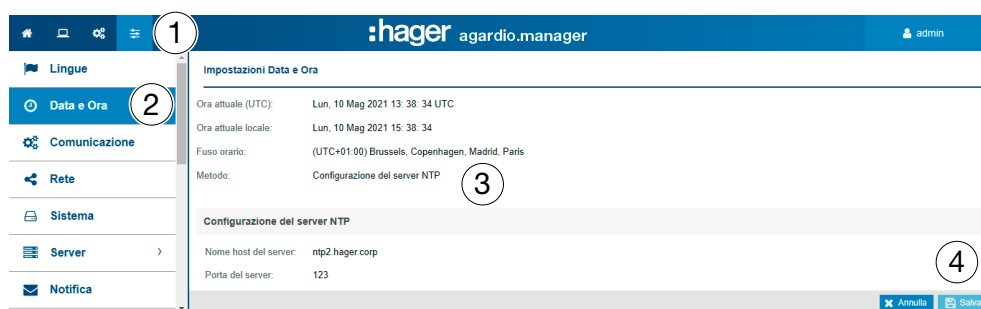 1
:hager agardio.manager
admin
Lingue
Data e Ora
2
Comunicazione
Rete
Sistema
Server
Notifica
Impostazioni Data e Ora
Ora attuale (UTC): Lun, 10 Mag 2021 13: 38: 34 UTC
Ora attuale locale: Lun, 10 Mag 2021 15: 38: 34
Fuso orario: (UTC+01:00) Brussels, Copenhagen, Madrid, Paris
Metodo: Configurazione del server NTP
3
Configurazione del server NTP
Nome host del server: ntp2.hager.corp
Porta del server: 123
4
Annulla Salva